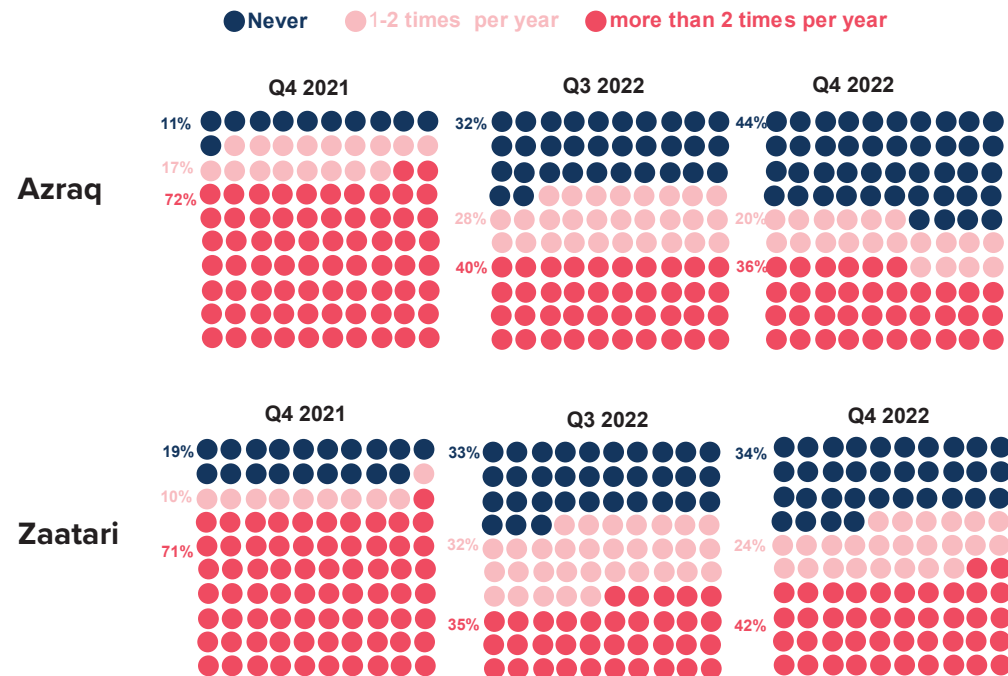 Never 1-2 times per year more than 2 times per year
Azraq
Q4 2021
11%
17%
72%
Q3 2022
32%
28%
40%
Q4 2022
44%
20%
36%
Zaatari
Q4 2021
19%
10%
71%
Q3 2022
33%
32%
35%
Q4 2022
34%
24%
42%